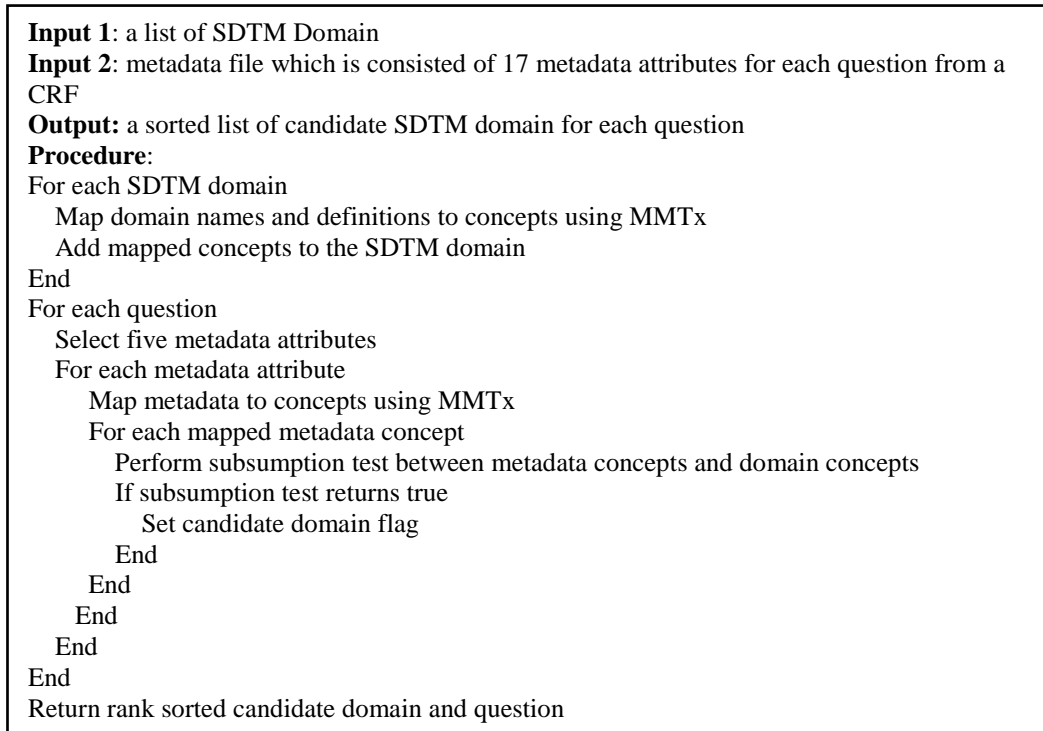 Input 1: a list of SDTM Domain
Input 2: metadata file which is consisted of 17 metadata attributes for each question from a
CRF
Output: a sorted list of candidate SDTM domain for each question
Procedure:
For each SDTM domain
Map domain names and definitions to concepts using MMTx
Add mapped concepts to the SDTM domain
End
For each question
Select five metadata attributes
For each metadata attribute
Map metadata to concepts using MMTx
For each mapped metadata concept
Perform subsumption test between metadata concepts and domain concepts
If subsumption test returns true
Set candidate domain flag
End
End
End
End
End
Return rank sorted candidate domain and question